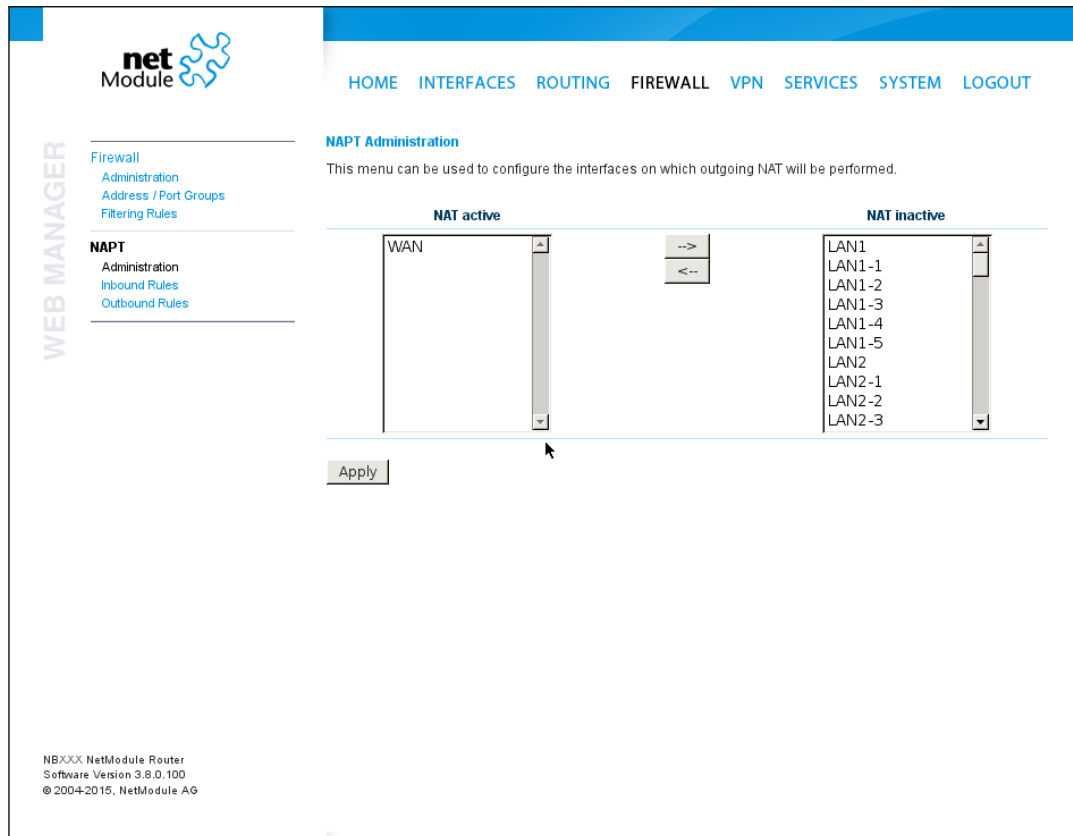 net
Module
HOME INTERFACES ROUTING FIREWALL VPN SERVICES SYSTEM LOGOUT
WEB MANAGER
Firewall
Administration
Address / Port Groups
Filtering Rules
NAPT
Administration
Inbound Rules
Outbound Rules
NAPT Administration
This menu can be used to configure the interfaces on which outgoing NAT will be performed.
NAT active
NAT inactive
WAN
-->
<--
LAN1
LAN1-1
LAN1-2
LAN1-3
LAN1-4
LAN1-5
LAN2
LAN2-1
LAN2-2
LAN2-3
Apply
NBXXX NetModule Router
Software Version 3.8.0.100
© 2004-2015, NetModule AG